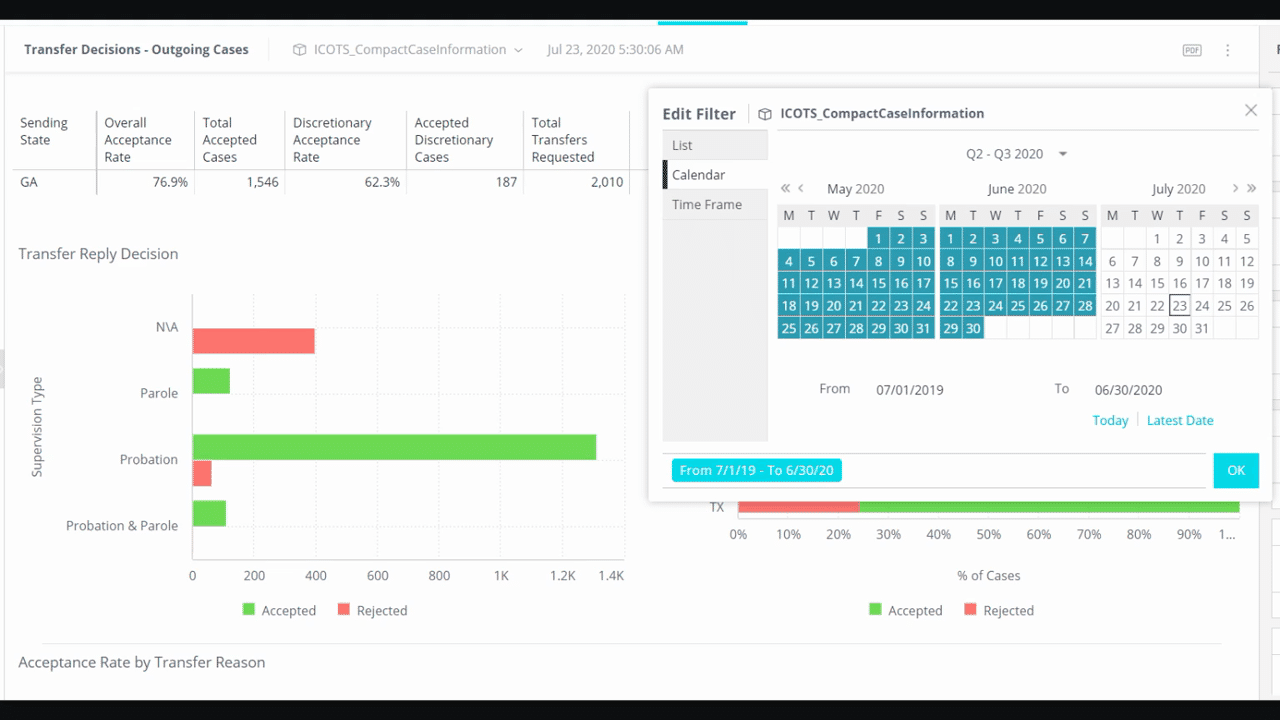 Transfer Decisions - Outgoing Cases
ICOTS_CompactCaseInformation
Jul 23, 2020 5:30:06 AM
PDF
Sending State
Overall Acceptance Rate
Total Accepted Cases
Discretionary Acceptance Rate
Accepted Discretionary Cases
Total Transfers Requested
GA 76.9% 1,546 62.3% 187 2,010
Transfer Reply Decision
Supervision Type
N\A
Parole
Probation
Probation & Parole
0 200 400 600 800 1K 1.2K 1.4K
Accepted Rejected
Edit Filter
ICOTS_CompactCaseInformation
List
Calendar
Time Frame
Q2 - Q3 2020
« ‹ May 2020
M T W T F S S
1 2 3
4 5 6 7 8 9 10
11 12 13 14 15 16 17
18 19 20 21 22 23 24
25 26 27 28 29 30 31
June 2020
M T W T F S S
1 2 3 4 5 6 7
8 9 10 11 12 13 14
15 16 17 18 19 20 21
22 23 24 25 26 27 28
29 30
July 2020 › »
M T W T F S S
1 2 3 4 5
6 7 8 9 10 11 12
13 14 15 16 17 18 19
20 21 22 23 24 25 26
27 28 29 30 31
From 07/01/2019 To 06/30/2020
Today Latest Date
From 7/1/19 - To 6/30/20
OK
TX
0% 10% 20% 30% 40% 50% 60% 70% 80% 90% 1...
% of Cases
Accepted Rejected
Acceptance Rate by Transfer Reason